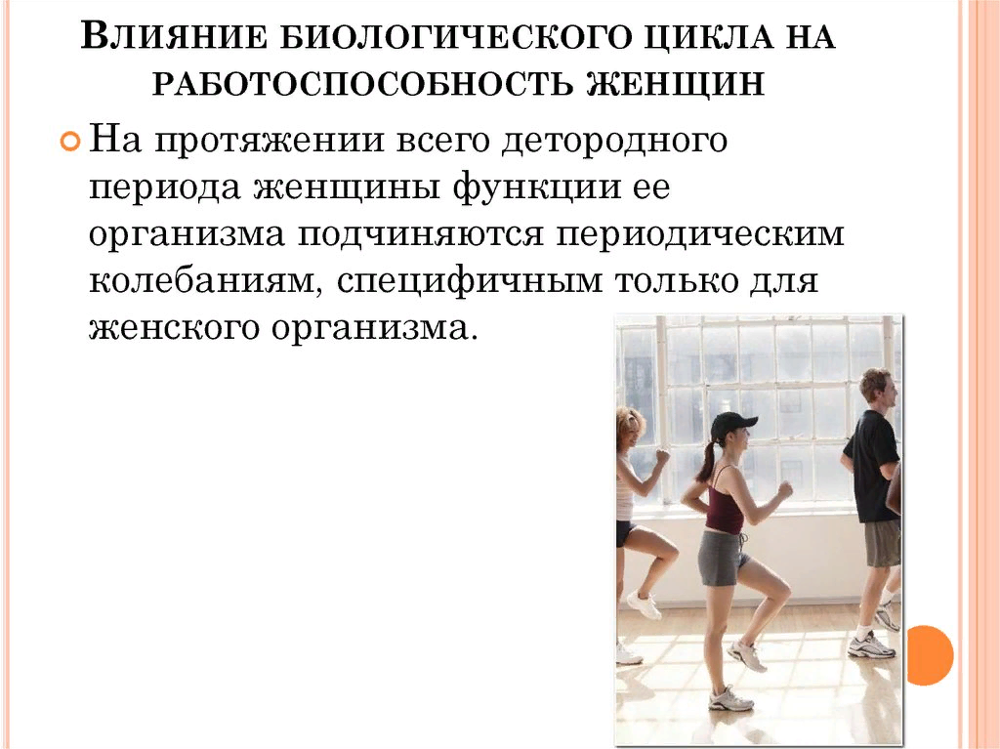 Влияние биологического цикла на
работоспособность женщин
На протяжении всего детородного
периода женщины функции ее
организма подчиняются периодическим
колебаниям, специфичным только для
женского организма.